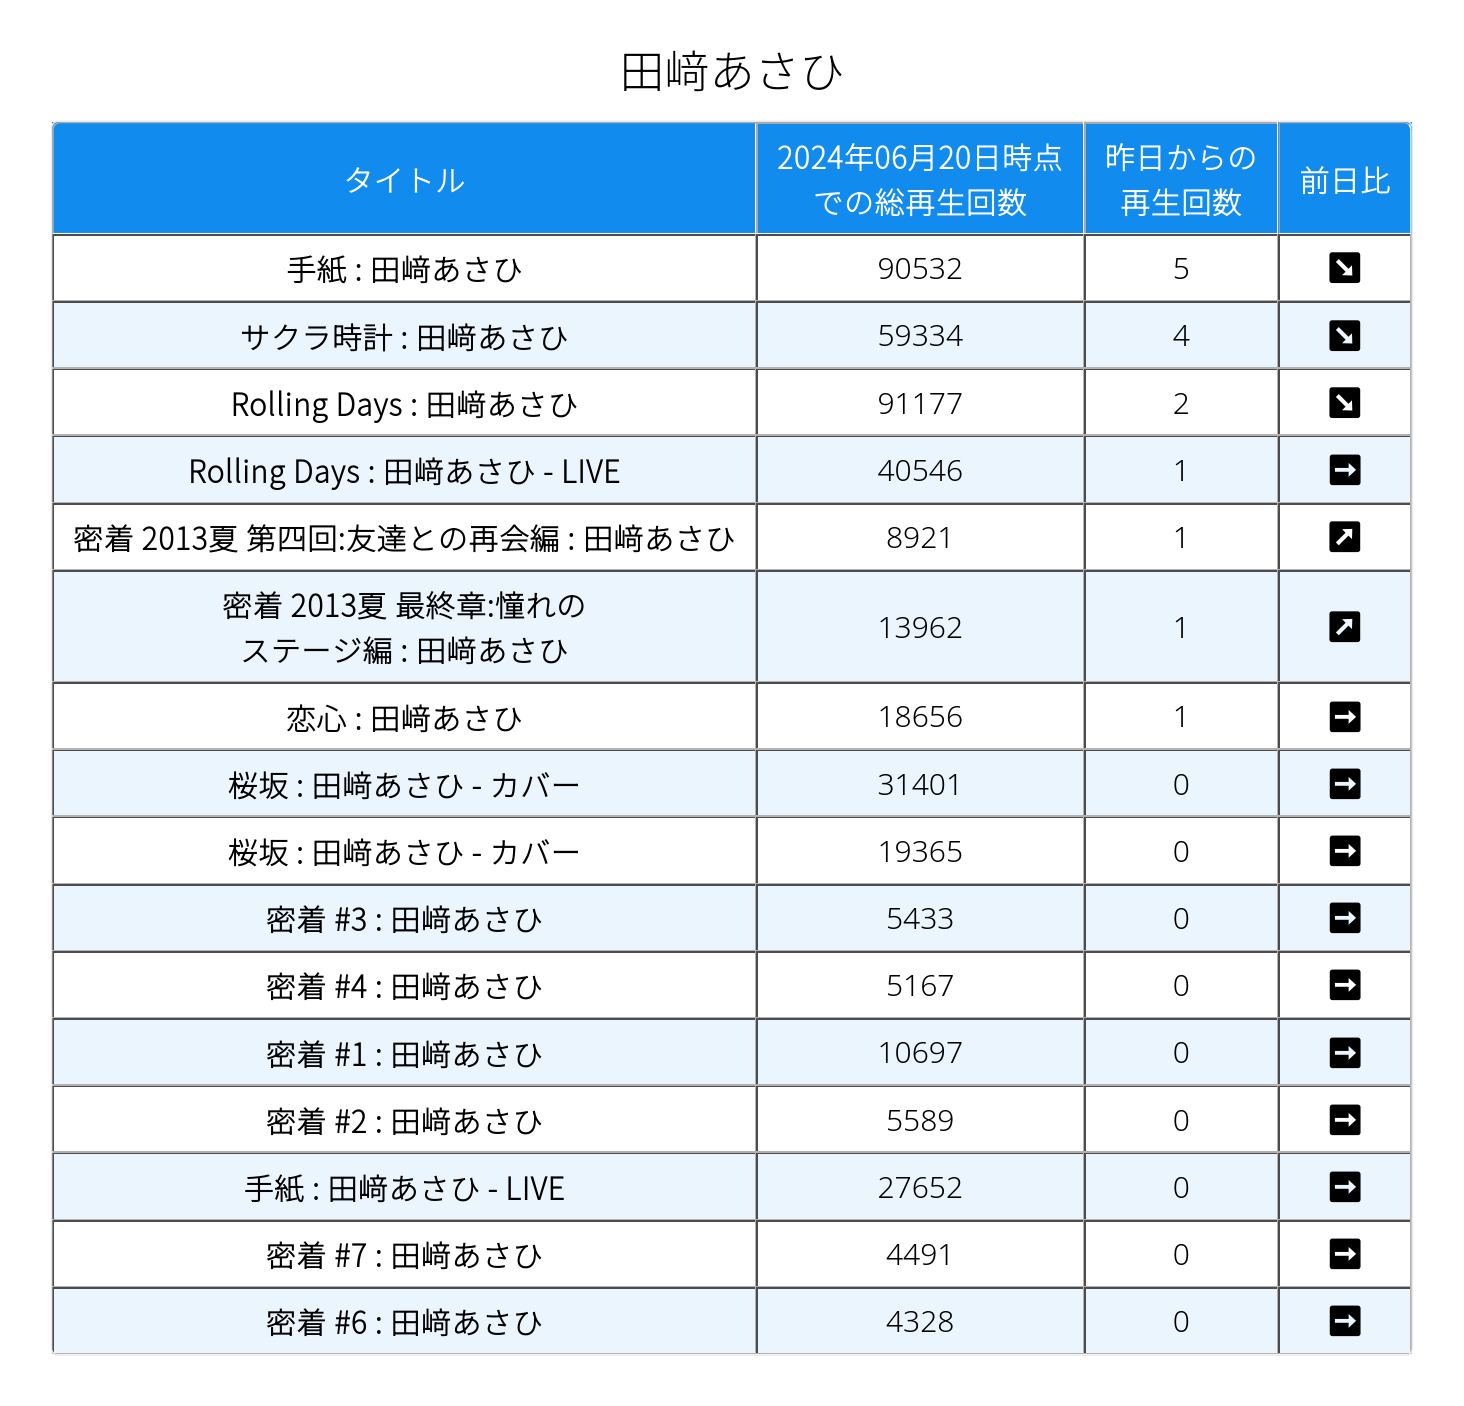 田﨑あさひ
タイトル
2024年06月20日時点
での総再生回数
昨日からの
再生回数
前日比
手紙 : 田﨑あさひ 90532 5 ↘
サクラ時計 : 田﨑あさひ 59334 4 ↘
Rolling Days : 田﨑あさひ 91177 2 ↘
Rolling Days : 田﨑あさひ - LIVE 40546 1 →
密着 2013夏 第四回:友達との再会編 : 田﨑あさひ 8921 1 ↗
密着 2013夏 最終章:憧れの
ステージ編 : 田﨑あさひ 13962 1 ↗
恋心 : 田﨑あさひ 18656 1 →
桜坂 : 田﨑あさひ - カバー 31401 0 →
桜坂 : 田﨑あさひ - カバー 19365 0 →
密着 #3 : 田﨑あさひ 5433 0 →
密着 #4 : 田﨑あさひ 5167 0 →
密着 #1 : 田﨑あさひ 10697 0 →
密着 #2 : 田﨑あさひ 5589 0 →
手紙 : 田﨑あさひ - LIVE 27652 0 →
密着 #7 : 田﨑あさひ 4491 0 →
密着 #6 : 田﨑あさひ 4328 0 →